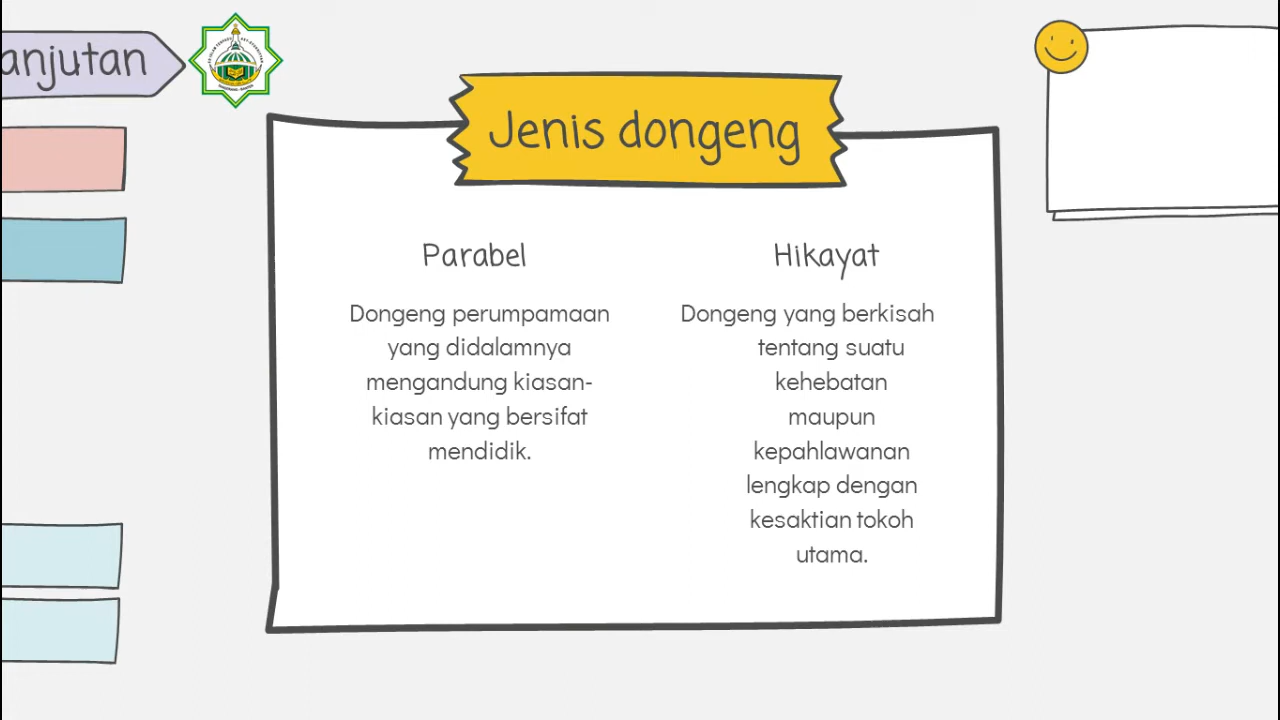 anjutan
Jenis dongeng
Parabel
Dongeng perumpamaan
yang didalamnya
mengandung kiasan-
kiasan yang bersifat
mendidik.
Hikayat
Dongeng yang berkisah
tentang suatu
kehebatan
maupun
kepahlawanan
lengkap dengan
kesaktian tokoh
utama.